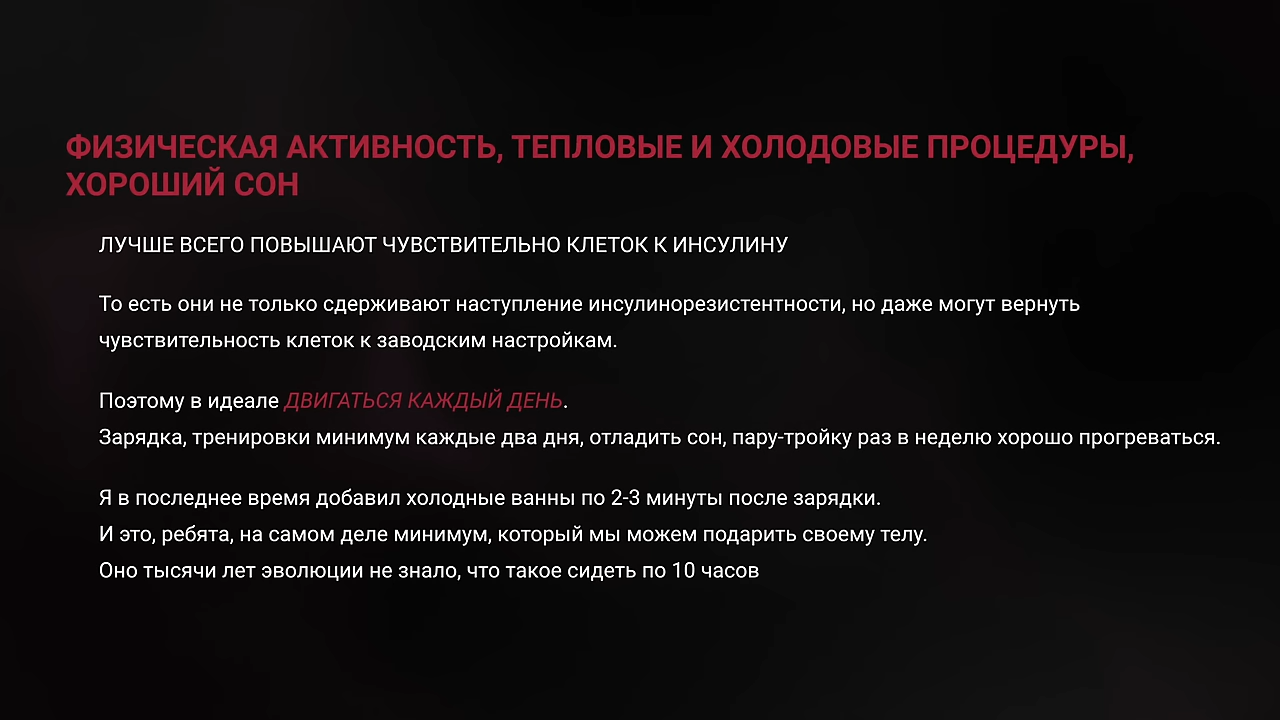 ФИЗИЧЕСКАЯ АКТИВНОСТЬ, ТЕПЛОВЫЕ И ХОЛОДОВЫЕ ПРОЦЕДУРЫ,
ХОРОШИЙ СОН
ЛУЧШЕ ВСЕГО ПОВЫШАЮТ ЧУВСТВИТЕЛЬНО КЛЕТОК К ИНСУЛИНУ
То есть они не только сдерживают наступление инсулинорезистентности, но даже могут вернуть
чувствительность клеток к заводским настройкам.
Поэтому в идеале ДВИГАТЬСЯ КАЖДЫЙ ДЕНЬ.
Зарядка, тренировки минимум каждые два дня, отладить сон, пару-тройку раз в неделю хорошо прогреваться.
Я в последнее время добавил холодные ванны по 2-3 минуты после зарядки.
И это, ребята, на самом деле минимум, который мы можем подарить своему телу.
Оно тысячи лет эволюции не знало, что такое сидеть по 10 часов